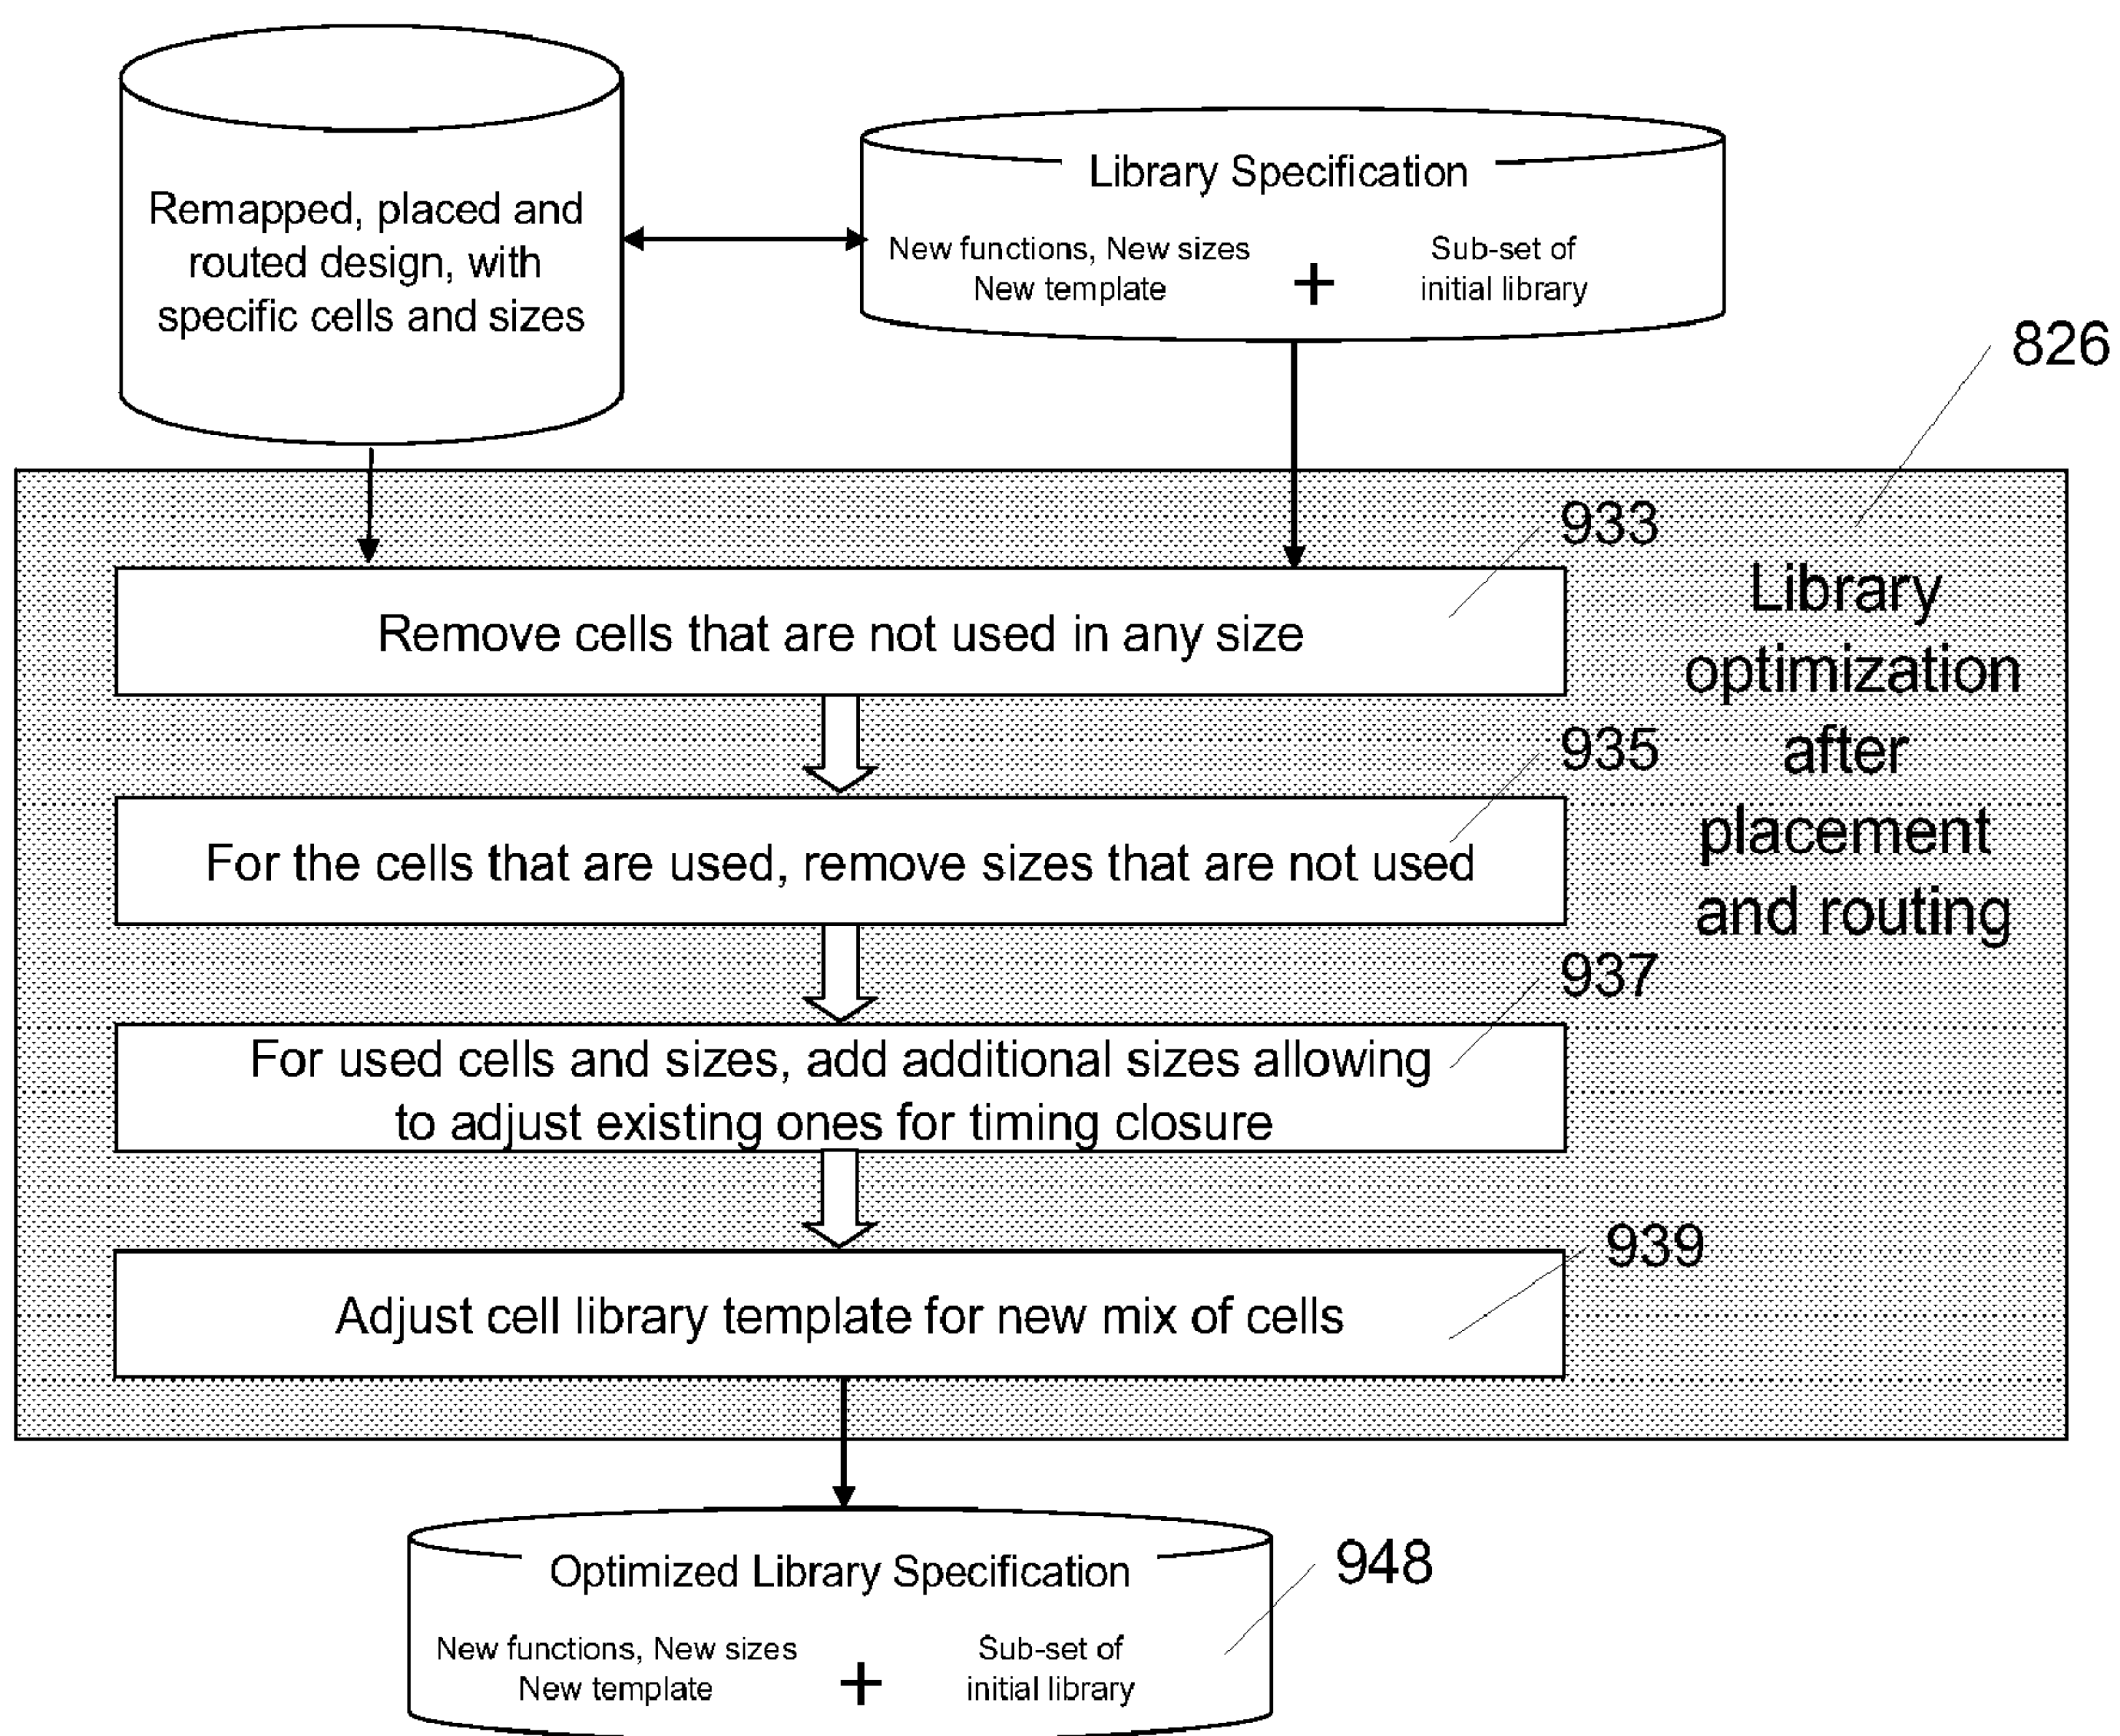 Remapped, placed and
routed design, with
specific cells and sizes
Library Specification
New functions, New sizes
New template
+
Sub-set of
initial library
826
933
Remove cells that are not used in any size
Library
optimization
after
placement
and routing
935
For the cells that are used, remove sizes that are not used
937
For used cells and sizes, add additional sizes allowing
to adjust existing ones for timing closure
939
Adjust cell library template for new mix of cells
948
Optimized Library Specification
New functions, New sizes
New template
+
Sub-set of
initial library